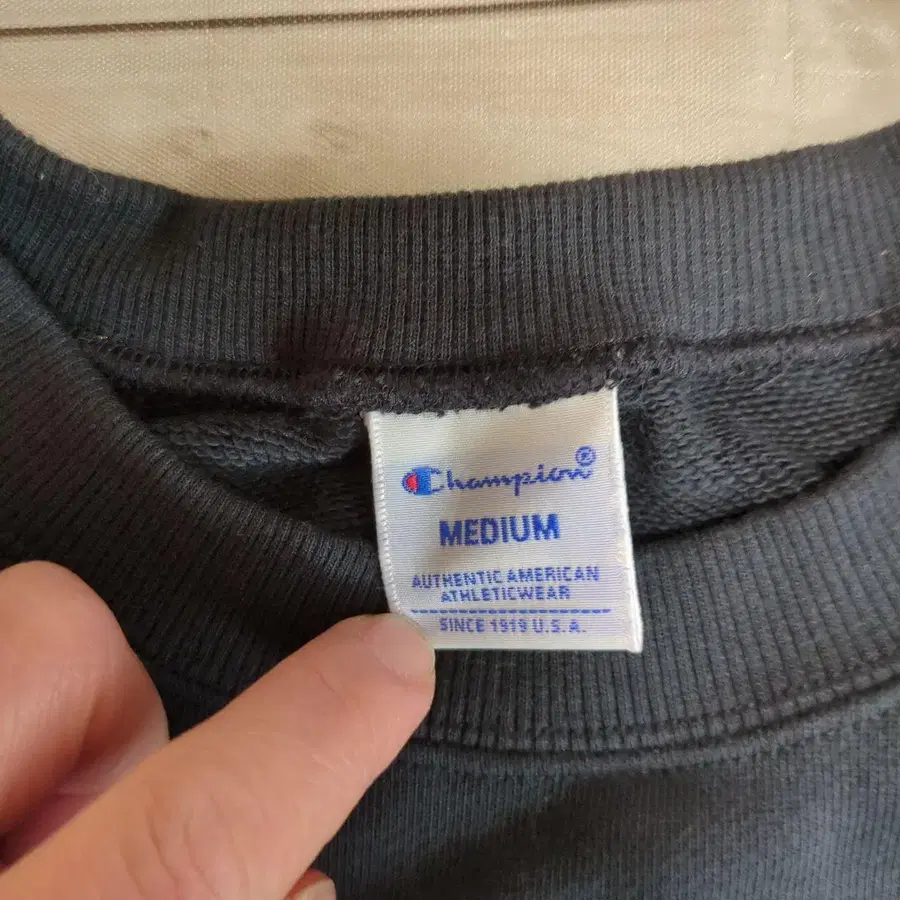 Champion®
MEDIUM
AUTHENTIC AMERICAN
ATHLETICWEAR
SINCE 1919 U.S.A.